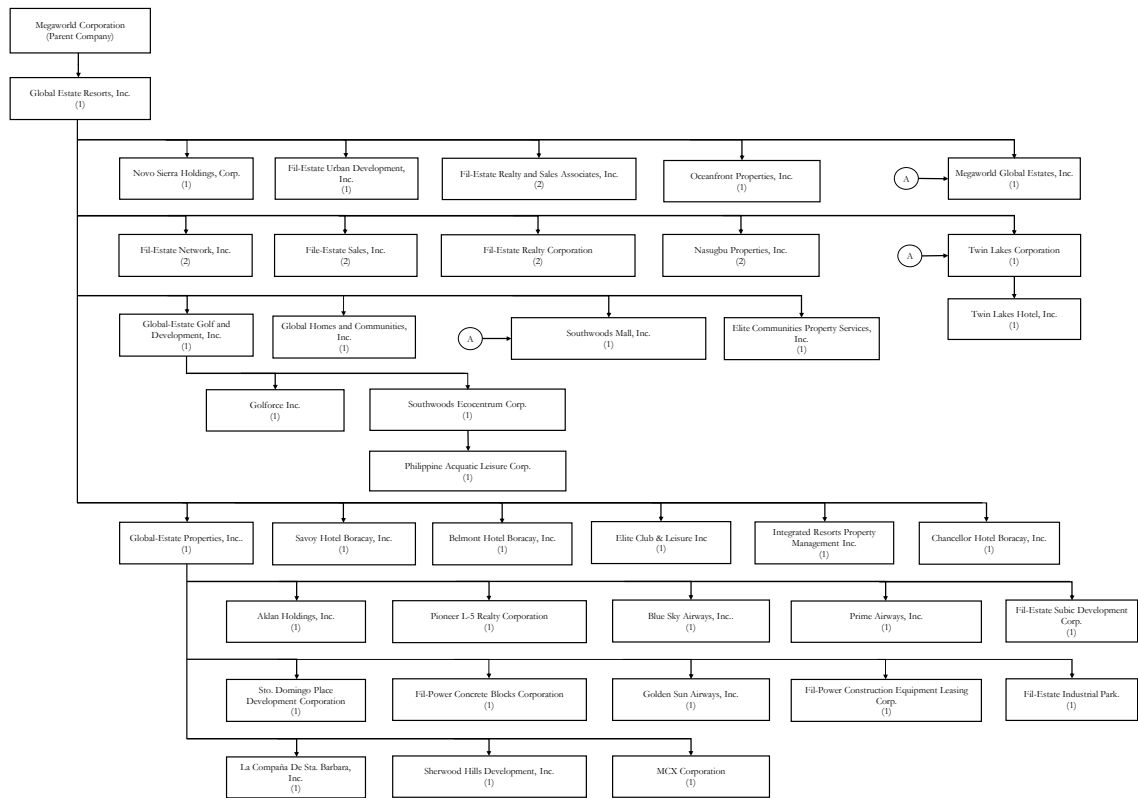 Megaworld Corporation
(Parent Company)
Global Estate Resorts, Inc.
(1)
Novo Sierra Holdings, Corp.
(1)
Fil-Estate Urban Development,
Inc.
(1)
Fil-Estate Realty and Sales Associates, Inc.
(2)
Oceanfront Properties, Inc.
(1)
A
Megaworld Global Estates, Inc.
(1)
Fil-Estate Network, Inc.
(2)
File-Estate Sales, Inc.
(2)
Fil-Estate Realty Corporation
(2)
Nasugbu Properties, Inc.
(2)
A
Twin Lakes Corporation
(1)
Global-Estate Golf and
Development, Inc.
(1)
Global Homes and Communities,
Inc.
(1)
A
Southwoods Mall, Inc.
(1)
Elite Communities Property Services,
Inc.
(1)
Twin Lakes Hotel, Inc.
(1)
Golforce Inc.
(1)
Southwoods Ecocentrum Corp.
(1)
Philippine Acquatic Leisure Corp.
(1)
Global-Estate Properties, Inc..
(1)
Savoy Hotel Boracay, Inc.
(1)
Belmont Hotel Boracay, Inc.
(1)
Elite Club & Leisure Inc
(1)
Integrated Resorts Property
Management Inc.
(1)
Chancellor Hotel Boracay, Inc.
(1)
Aklan Holdings, Inc.
(1)
Pioneer L-5 Realty Corporation
(1)
Blue Sky Airways, Inc..
(1)
Prime Airways, Inc.
(1)
Fil-Estate Subic Development
Corp.
(1)
Sto. Domingo Place
Development Corporation
(1)
Fil-Power Concrete Blocks Corporation
(1)
Golden Sun Airways, Inc.
(1)
Fil-Power Construction Equipment Leasing
Corp.
(1)
Fil-Estate Industrial Park.
(1)
La Compaña De Sta. Barbara,
Inc.
(1)
Sherwood Hills Development, Inc.
(1)
MCX Corporation
(1)